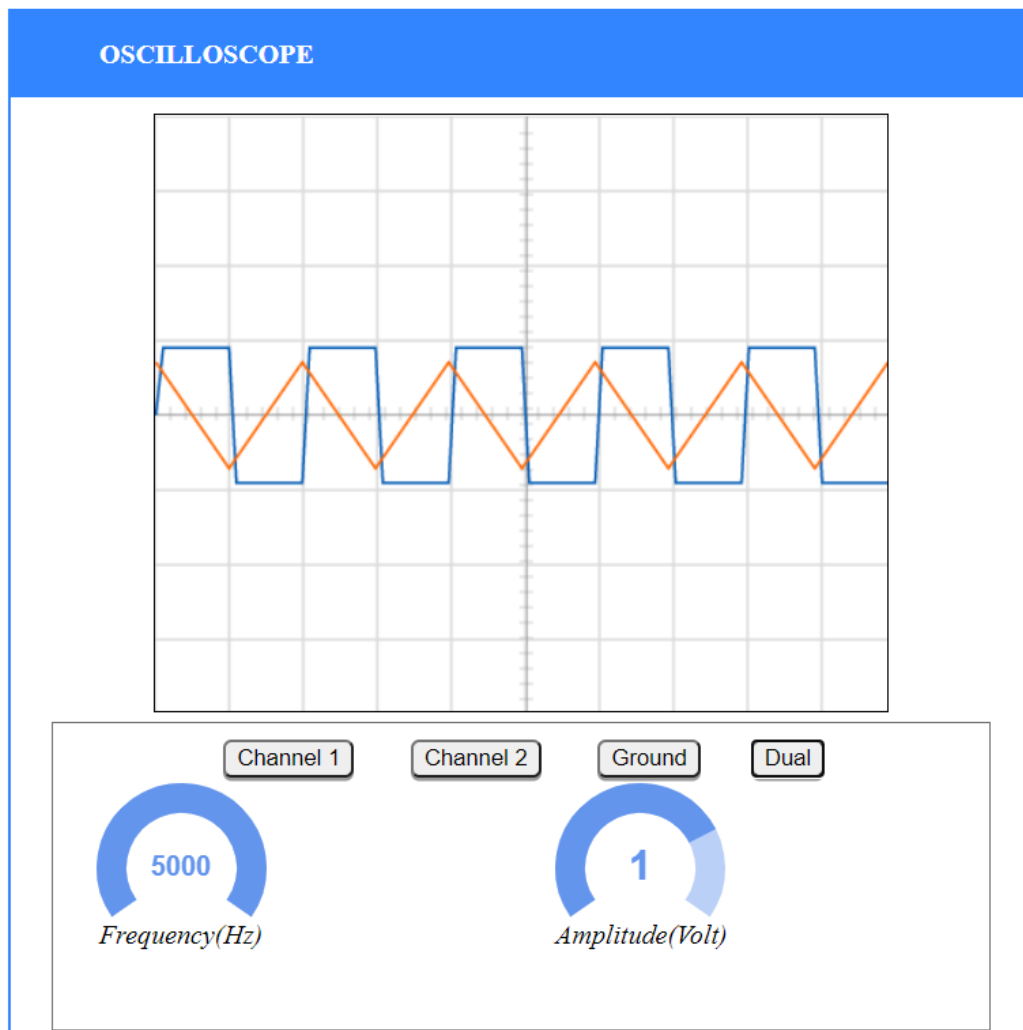 OSCILLOSCOPE
Channel 1 Channel 2 Ground Dual
5000 1
Frequency(Hz) Amplitude(Volt)